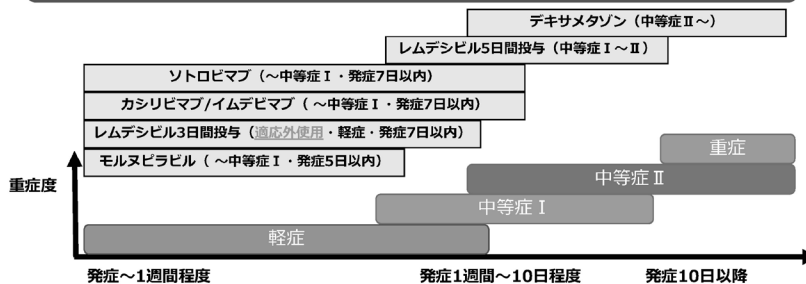 デキサメタゾン（中等症Ⅱ～）
レムデシビル5日間投与（中等症Ⅰ～Ⅱ）
ソトロビマブ（～中等症Ⅰ・発症7日以内）
カシリビマブ/イムデビマブ（ ～中等症Ⅰ・発症7日以内）
レムデシビル3日間投与（適応外使用・軽症・発症7日以内）
モルヌピラビル（ ～中等症Ⅰ・発症5日以内）
重症
中等症Ⅱ
重症度
中等症Ⅰ
軽症
発症～1週間程度
発症1週間～10日程度
発症10日以降